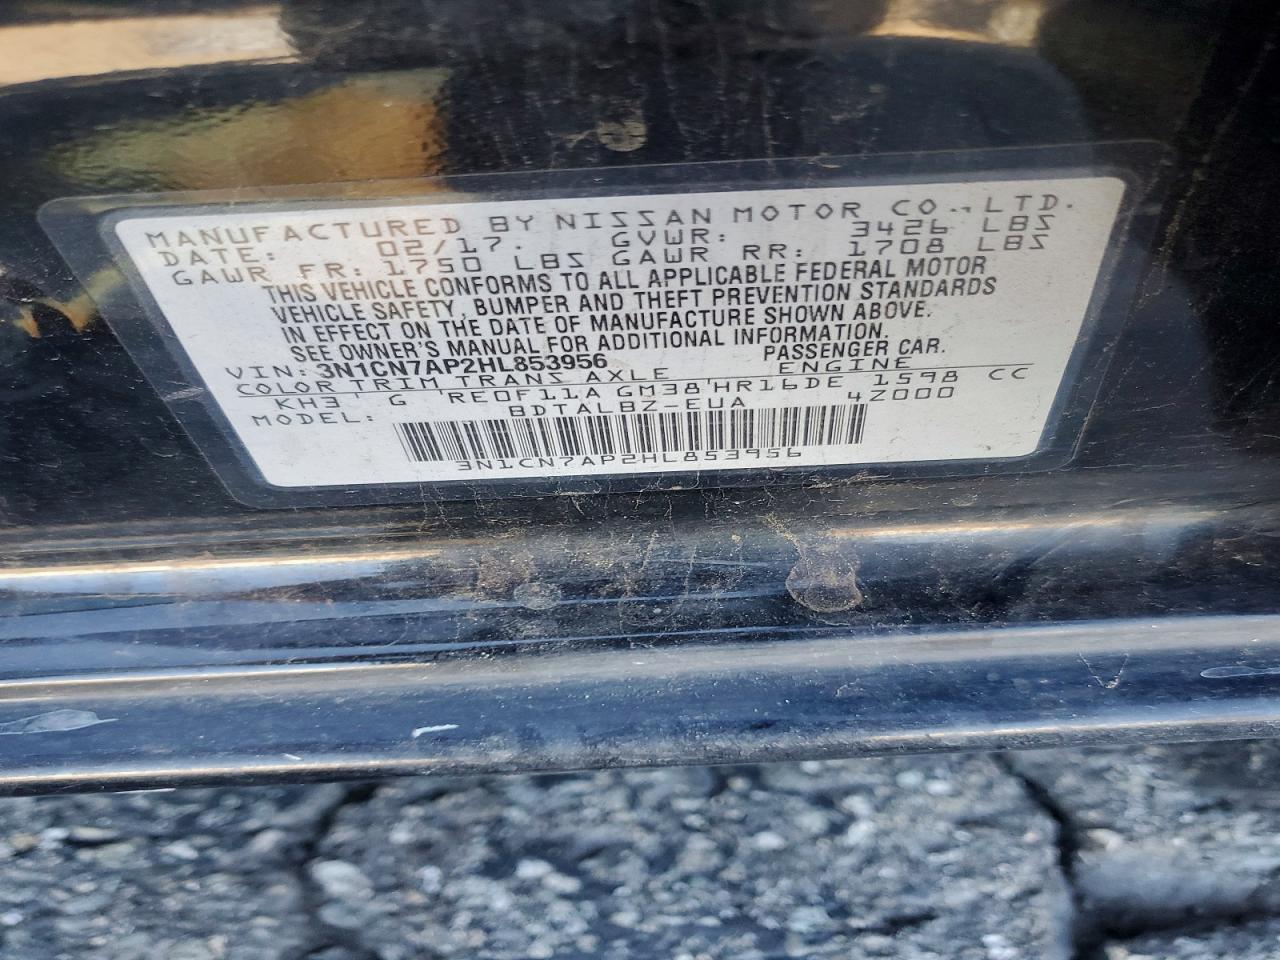 MANUFACTURED BY NISSAN MOTOR CO., LTD.
DATE: 02/17. GVWR: 3426 LBS
GAWR FR: 1750 LBS GAWR RR: 1708 LBS
THIS VEHICLE CONFORMS TO ALL APPLICABLE FEDERAL MOTOR
VEHICLE SAFETY, BUMPER AND THEFT PREVENTION STANDARDS
IN EFFECT ON THE DATE OF MANUFACTURE SHOWN ABOVE.
SEE OWNER'S MANUAL FOR ADDITIONAL INFORMATION.
VIN: 3N1CN7AP2HL853956 PASSENGER CAR.
COLOR TRIM TRANS AXLE ENGINE
KH3 G RE0F11A GM38 HR16DE 1598 CC
MODEL: BDTALBZ-EUA 4Z000
3N1CN7AP2HL853956